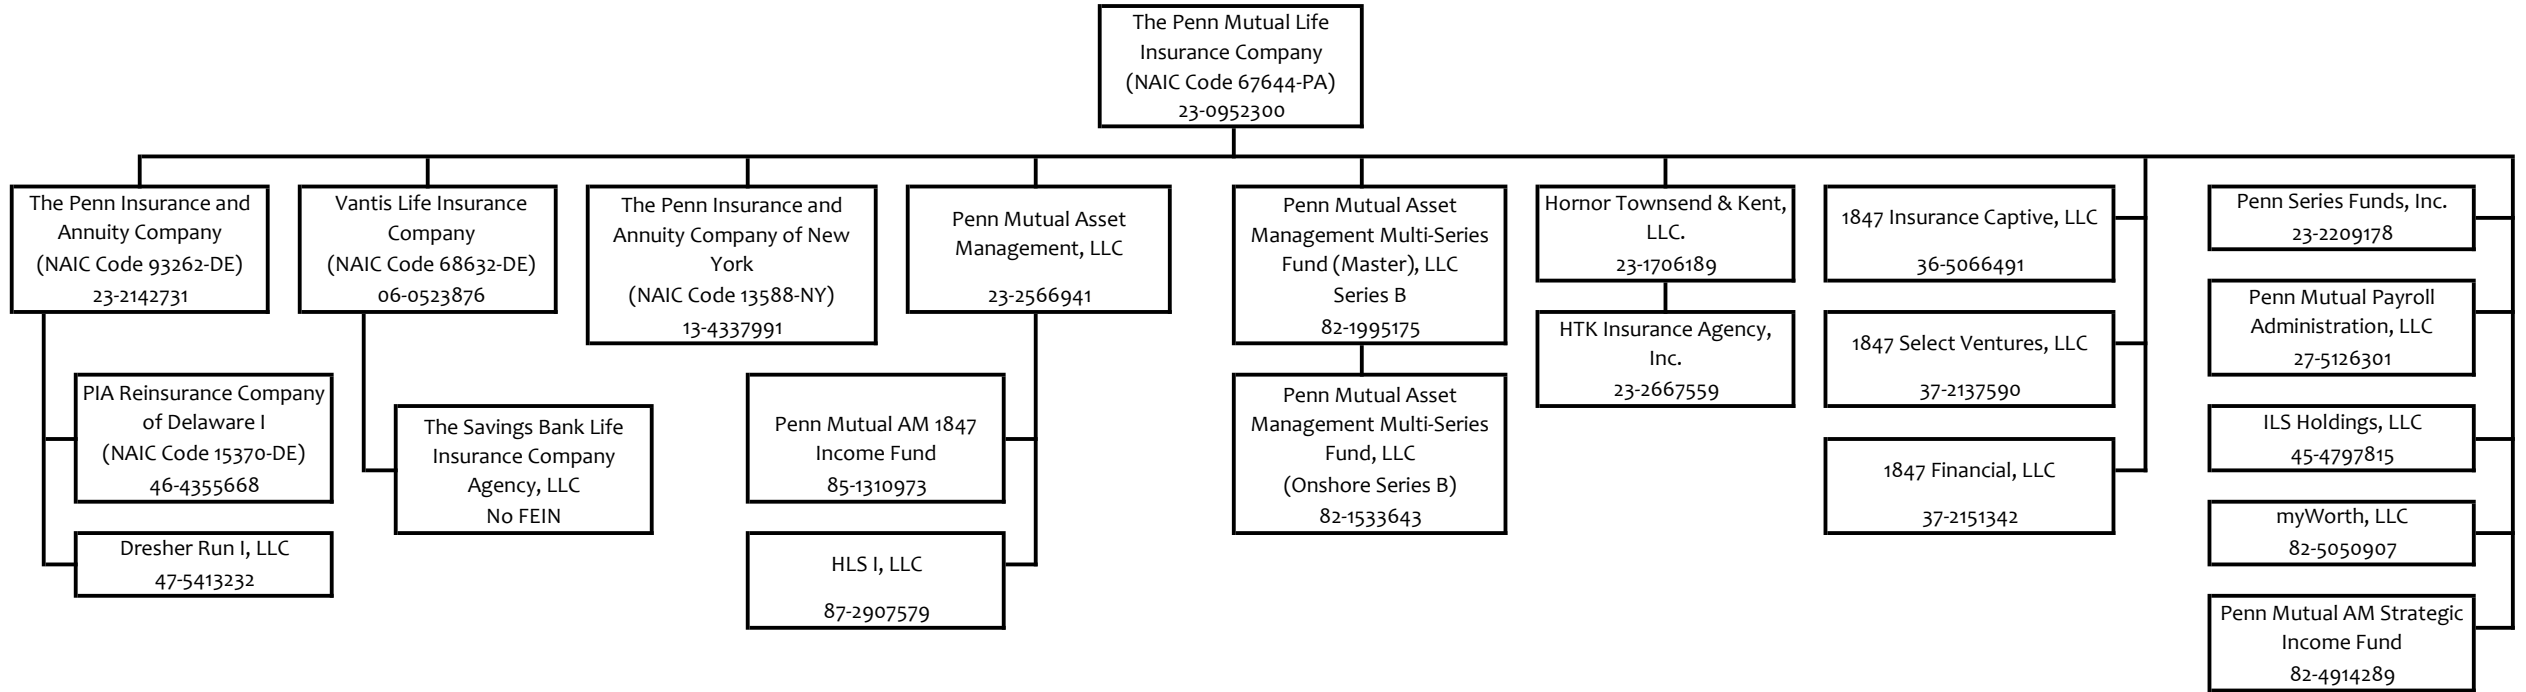 The Penn Mutual Life
Insurance Company
(NAIC Code 67644-PA)
23-0952300
The Penn Insurance and
Annuity Company
(NAIC Code 93262-DE)
23-2142731
PIA Reinsurance Company
of Delaware I
(NAIC Code 15370-DE)
46-4355668
Dresher Run I, LLC
47-5413232
Vantis Life Insurance
Company
(NAIC Code 68632-DE)
06-0523876
The Savings Bank Life
Insurance Company
Agency, LLC
No FEIN
The Penn Insurance and
Annuity Company of New
York
(NAIC Code 13588-NY)
13-4337991
Penn Mutual Asset
Management, LLC
23-2566941
Penn Mutual AM 1847
Income Fund
85-1310973
HLS I, LLC
87-2907579
Penn Mutual Asset
Management Multi-Series
Fund (Master), LLC
Series B
82-1995175
Penn Mutual Asset
Management Multi-Series
Fund, LLC
(Onshore Series B)
82-1533643
Hornor Townsend & Kent,
LLC.
23-1706189
HTK Insurance Agency,
Inc.
23-2667559
1847 Insurance Captive, LLC
36-5066491
1847 Select Ventures, LLC
37-2137590
1847 Financial, LLC
37-2151342
Penn Series Funds, Inc.
23-2209178
Penn Mutual Payroll
Administration, LLC
27-5126301
ILS Holdings, LLC
45-4797815
myWorth, LLC
82-5050907
Penn Mutual AM Strategic
Income Fund
82-4914289